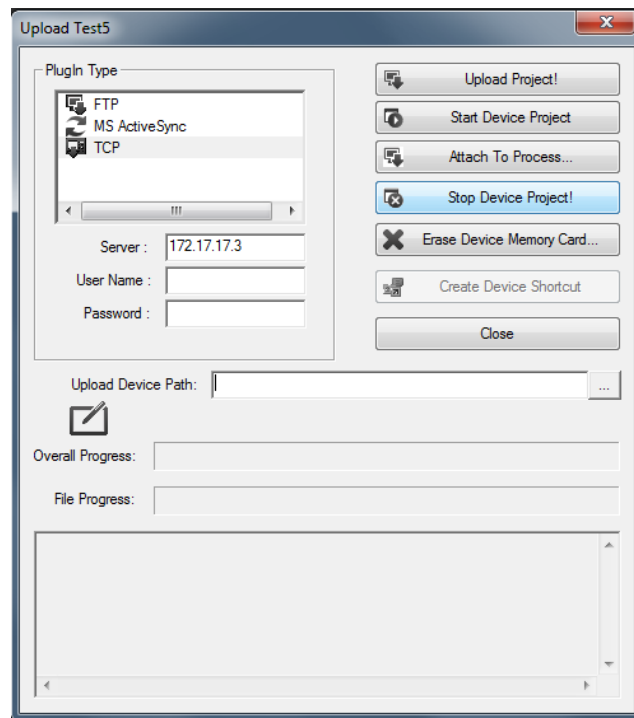 Upload Test5
PlugIn Type
FTP
MS ActiveSync
TCP
Server :
172.17.17.3
User Name :
Password :
Upload Project!
Start Device Project
Attach To Process...
Stop Device Project!
Erase Device Memory Card...
Create Device Shortcut
Close
Upload Device Path:
...
Overall Progress:
File Progress: